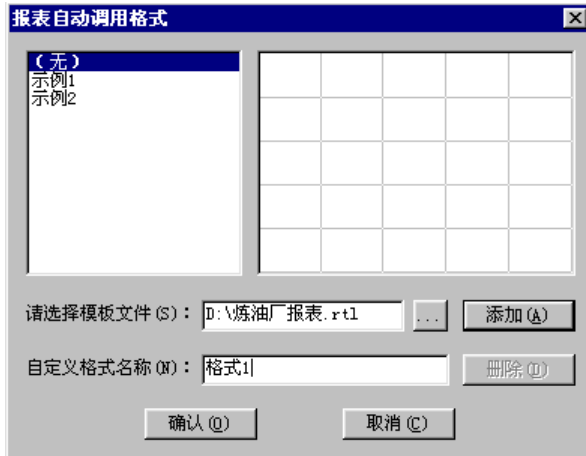 报表自动调用格式
(无)
示例1
示例2
请选择模板文件(S): D:\炼油厂报表.rtl ... 添加(A)
自定义格式名称(N): 格式1 删除(D)
确认(O) 取消(C)